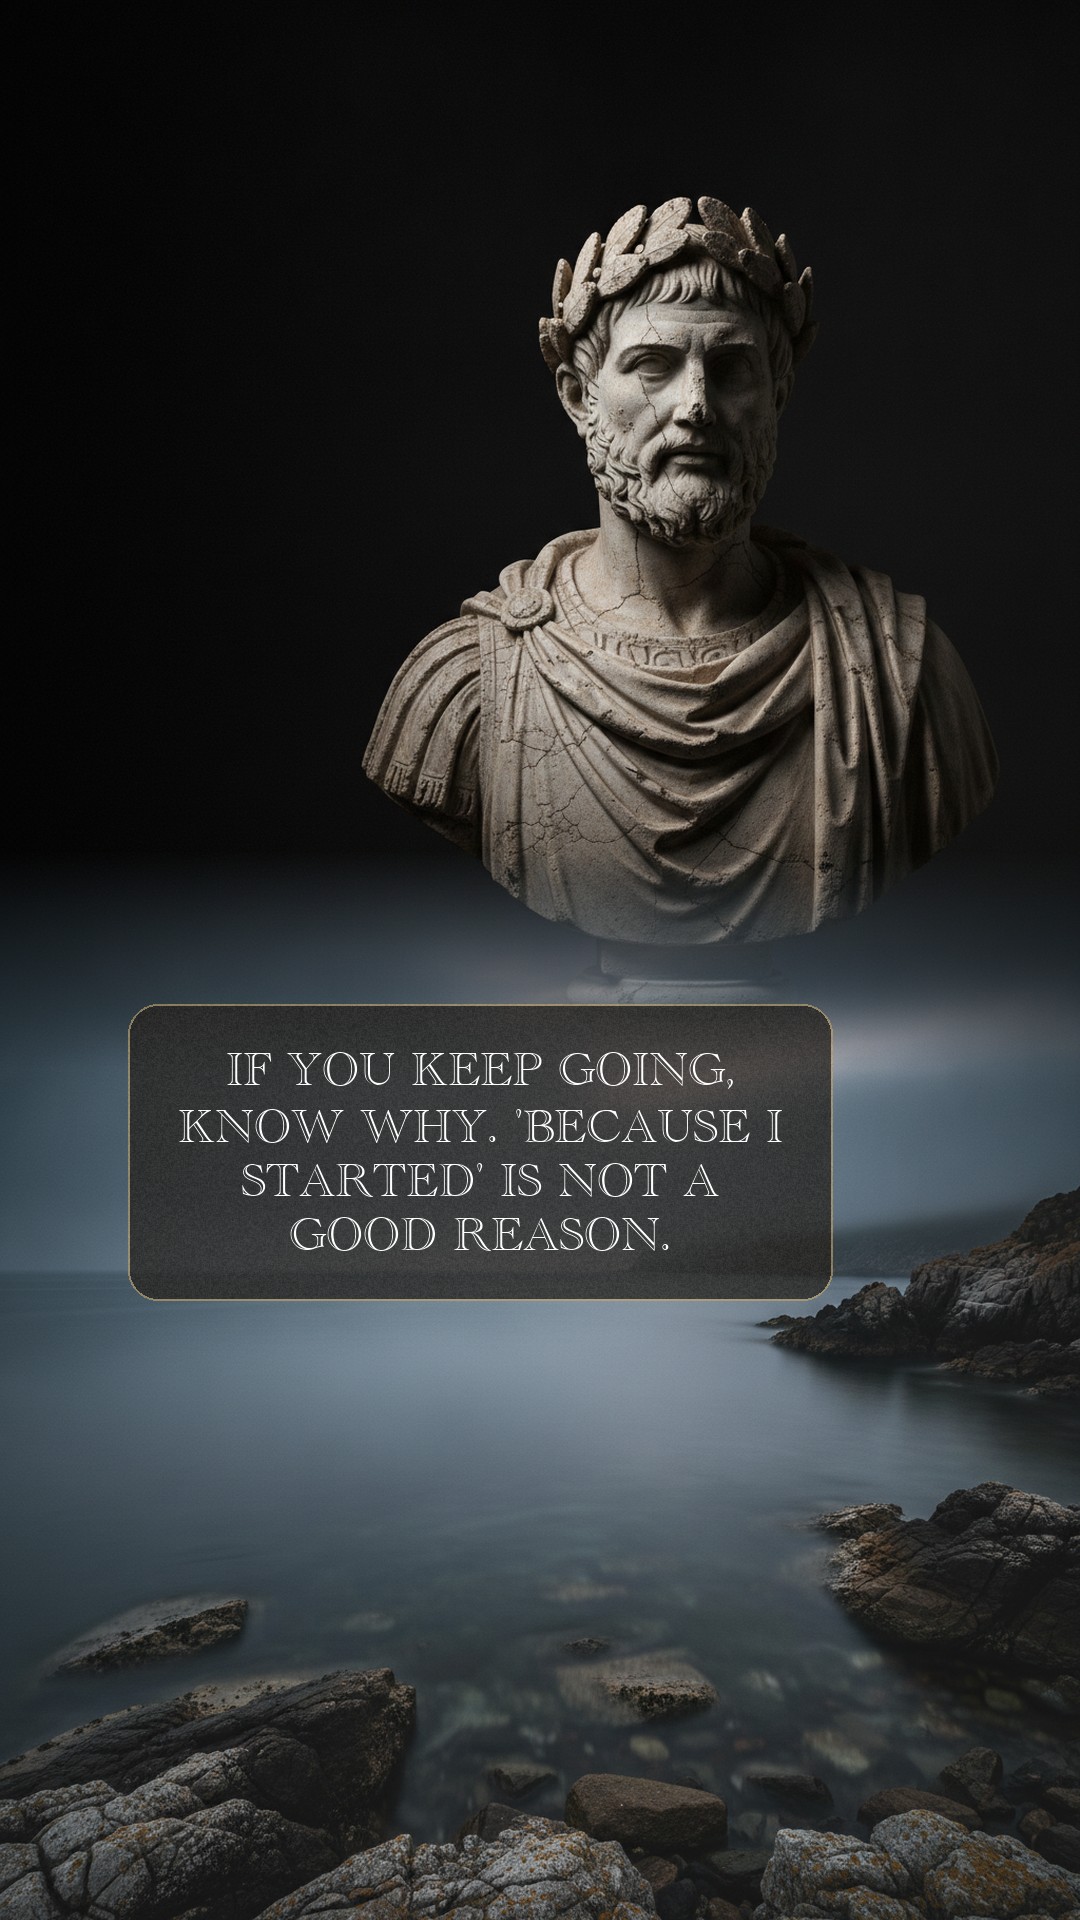 IF YOU KEEP GOING,
KNOW WHY. 'BECAUSE I
STARTED' IS NOT A
GOOD REASON.